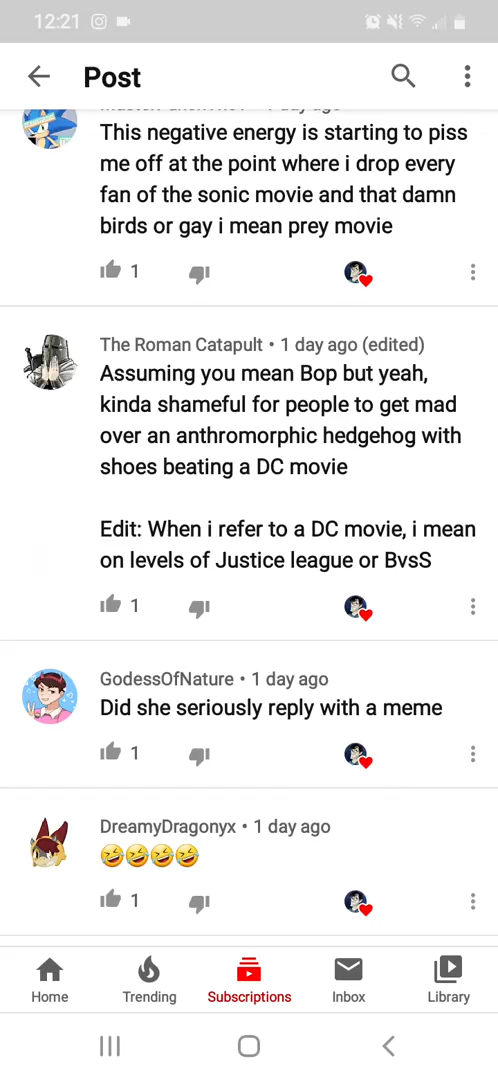 12:21
Post
This negative energy is starting to piss
me off at the point where i drop every
fan of the sonic movie and that damn
birds or gay i mean prey movie
1
The Roman Catapult • 1 day ago (edited)
Assuming you mean Bop but yeah,
kinda shameful for people to get mad
over an anthromorphic hedgehog with
shoes beating a DC movie
Edit: When i refer to a DC movie, i mean
on levels of Justice league or BvsS
1
GodessOfNature • 1 day ago
Did she seriously reply with a meme
1
DreamyDragonyx • 1 day ago
🤣🤣🤣🤣
1
Home Trending Subscriptions Inbox Library